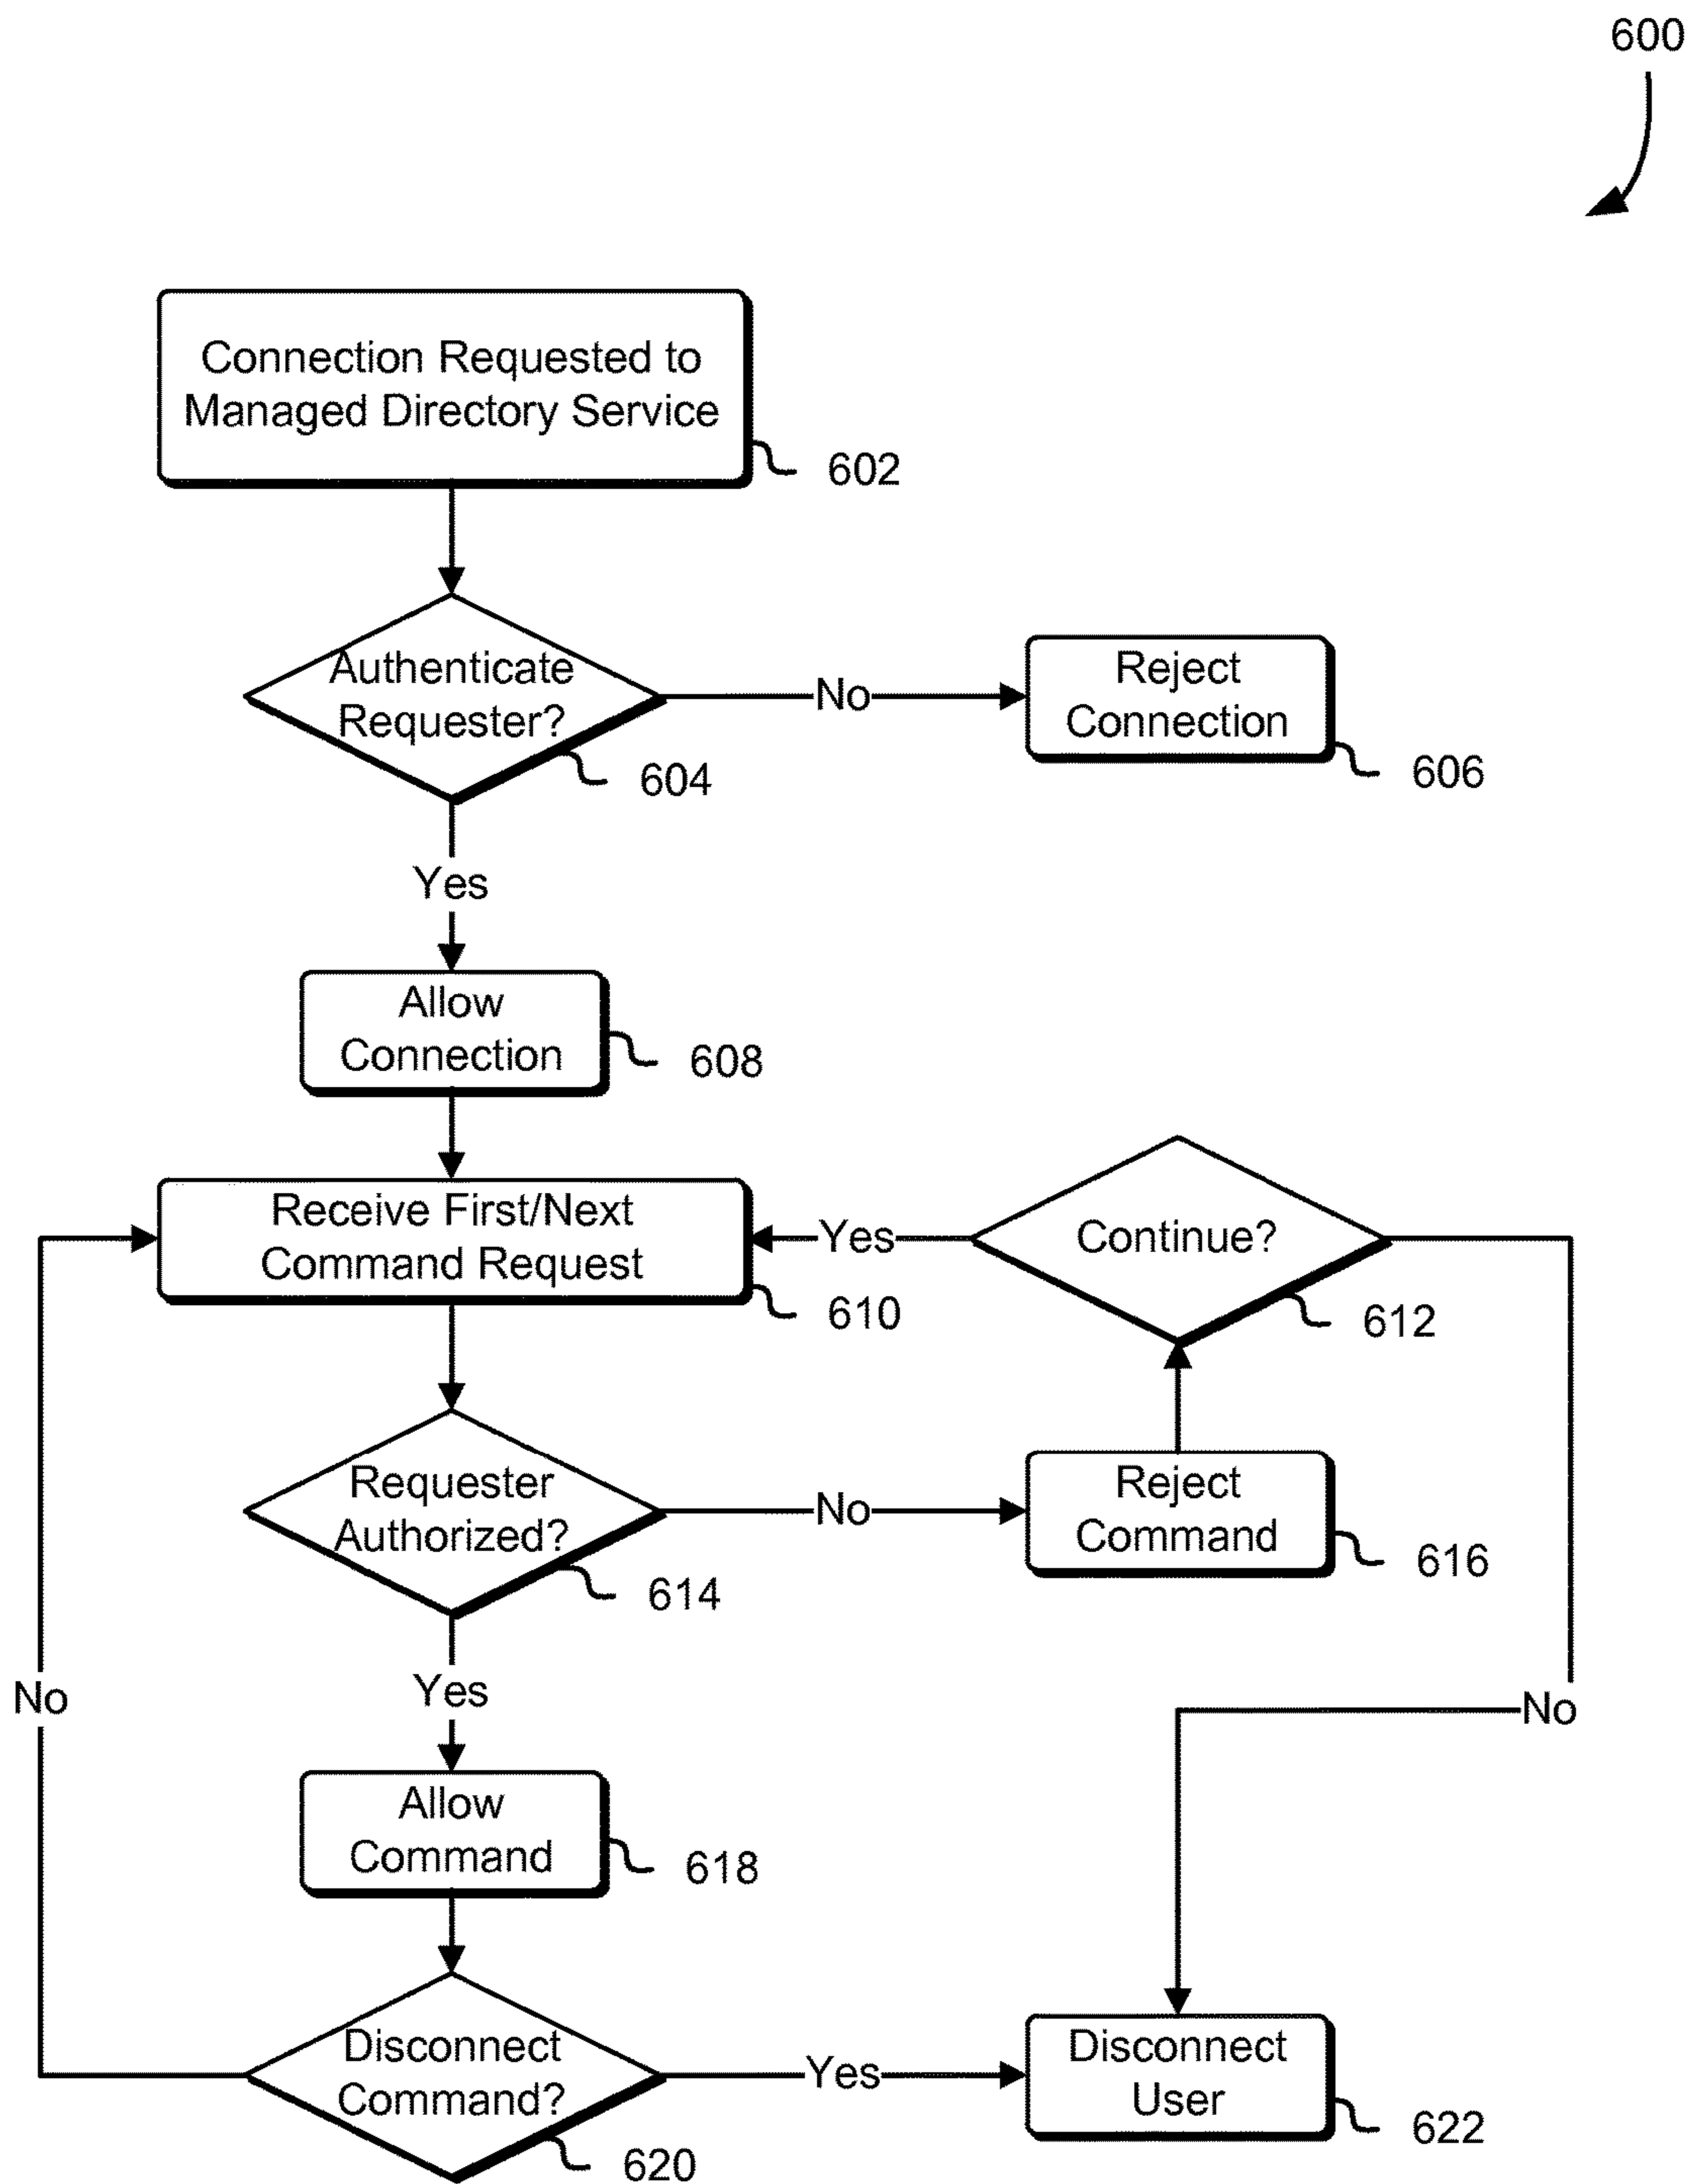 600
Connection Requested to
Managed Directory Service
602
Authenticate
Requester?
604
No
Reject
Connection
606
Yes
Allow
Connection
608
Receive First/Next
Command Request
610
Yes
Continue?
612
Requester
Authorized?
614
No
Reject
Command
616
Yes
No
No
Allow
Command
618
Disconnect
Command?
620
Yes
Disconnect
User
622